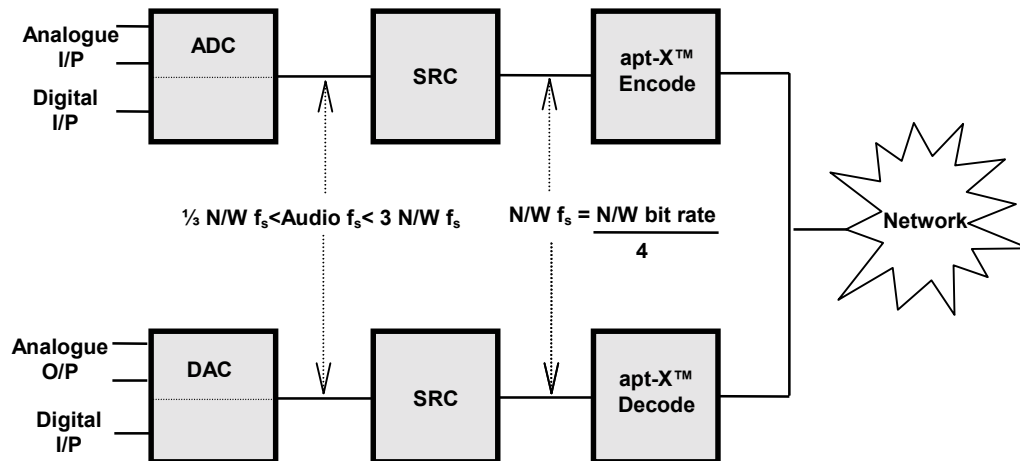 Analogue
I/P
Digital
I/P
ADC
SRC
apt-X™
Encode
⅓ N/W fs<Audio fs< 3 N/W fs
N/W fs = N/W bit rate
4
Network
Analogue
O/P
Digital
I/P
DAC
SRC
apt-X™
Decode